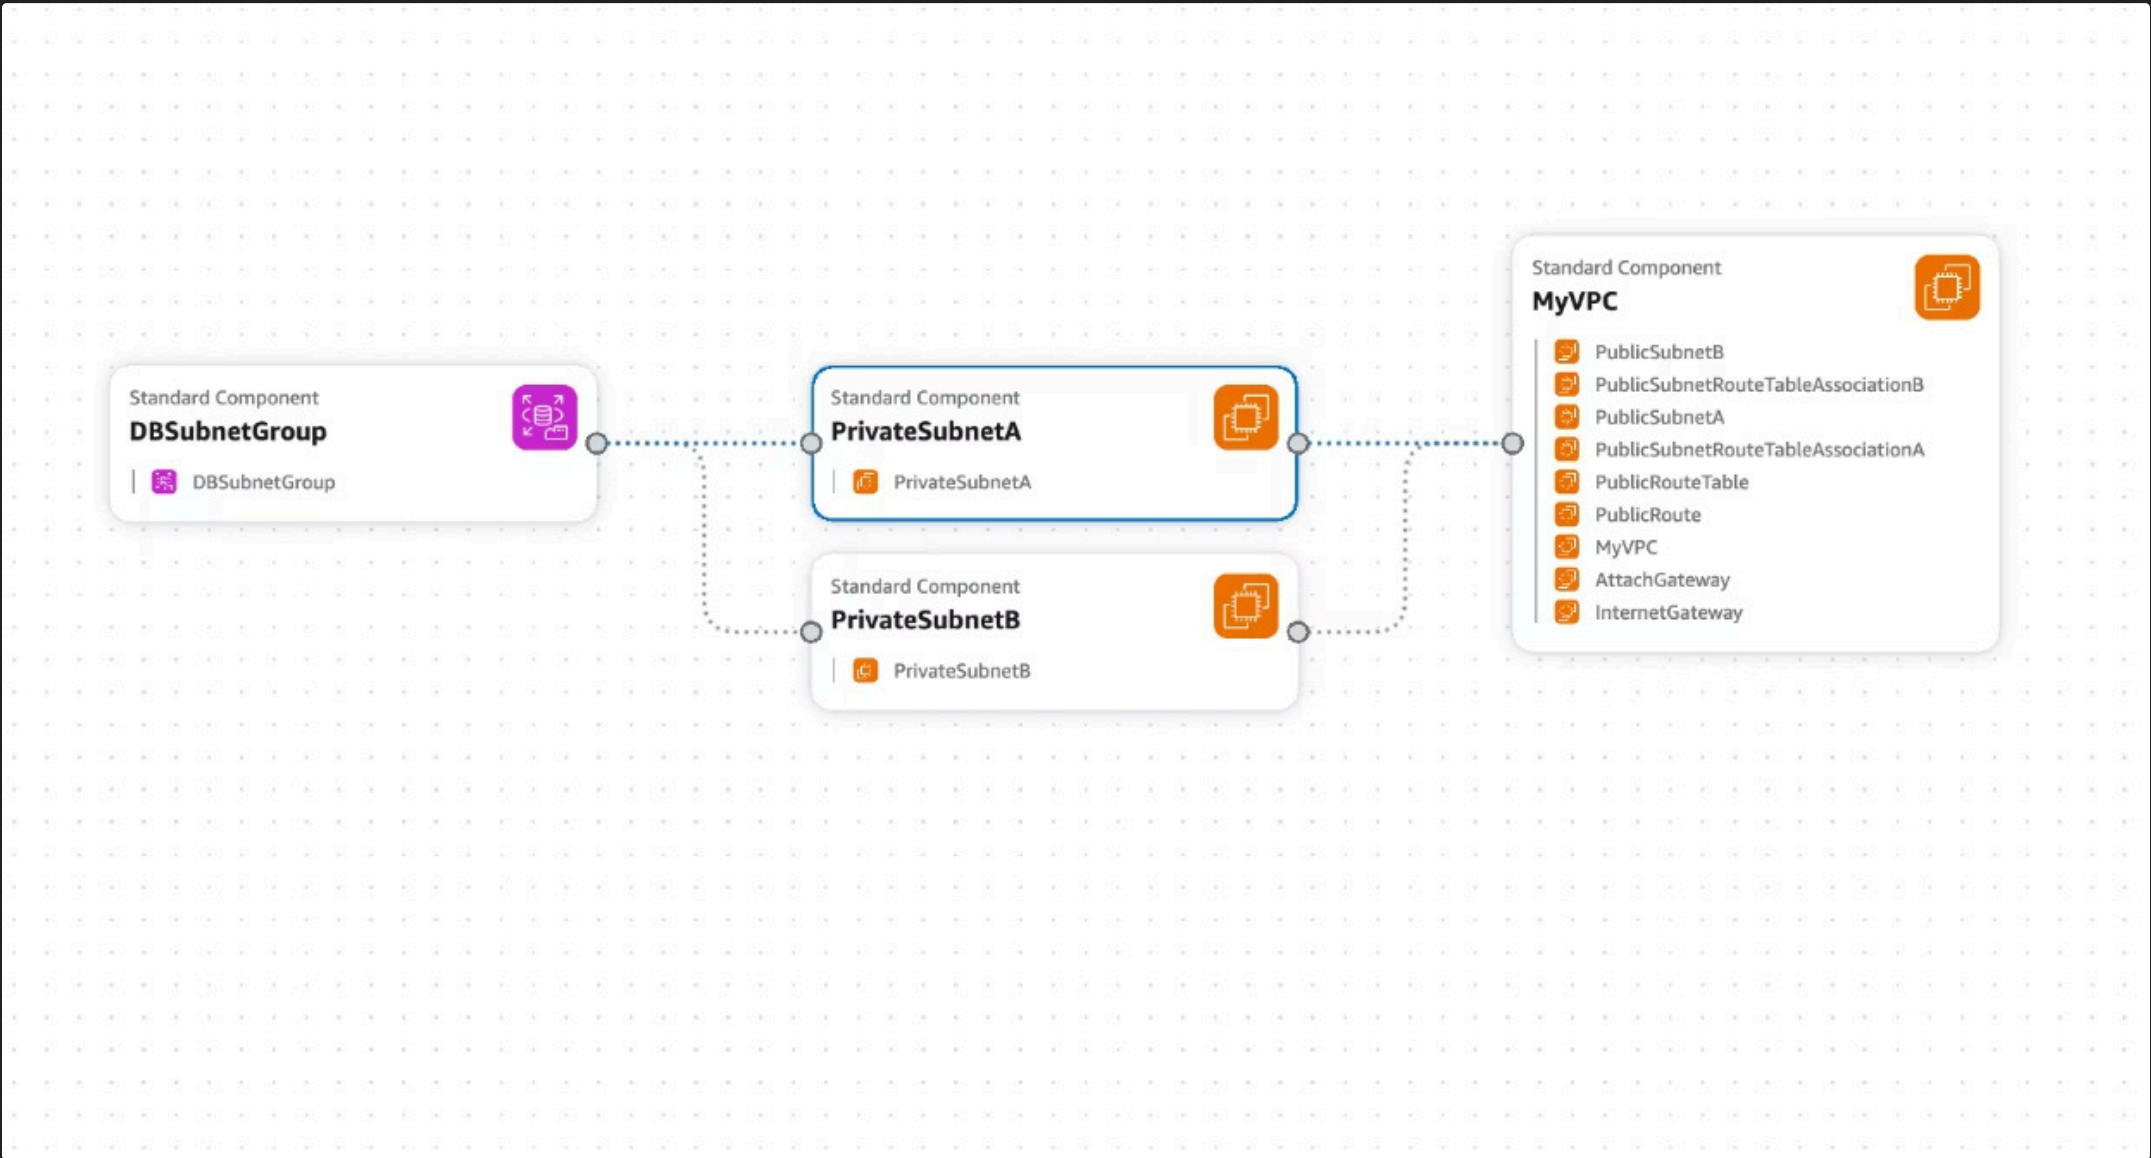 Standard Component
DBSubnetGroup
DBSubnetGroup
Standard Component
PrivateSubnetA
PrivateSubnetA
Standard Component
PrivateSubnetB
PrivateSubnetB
Standard Component
MyVPC
PublicSubnetB
PublicSubnetRouteTableAssociationB
PublicSubnetA
PublicSubnetRouteTableAssociationA
PublicRouteTable
PublicRoute
MyVPC
AttachGateway
InternetGateway